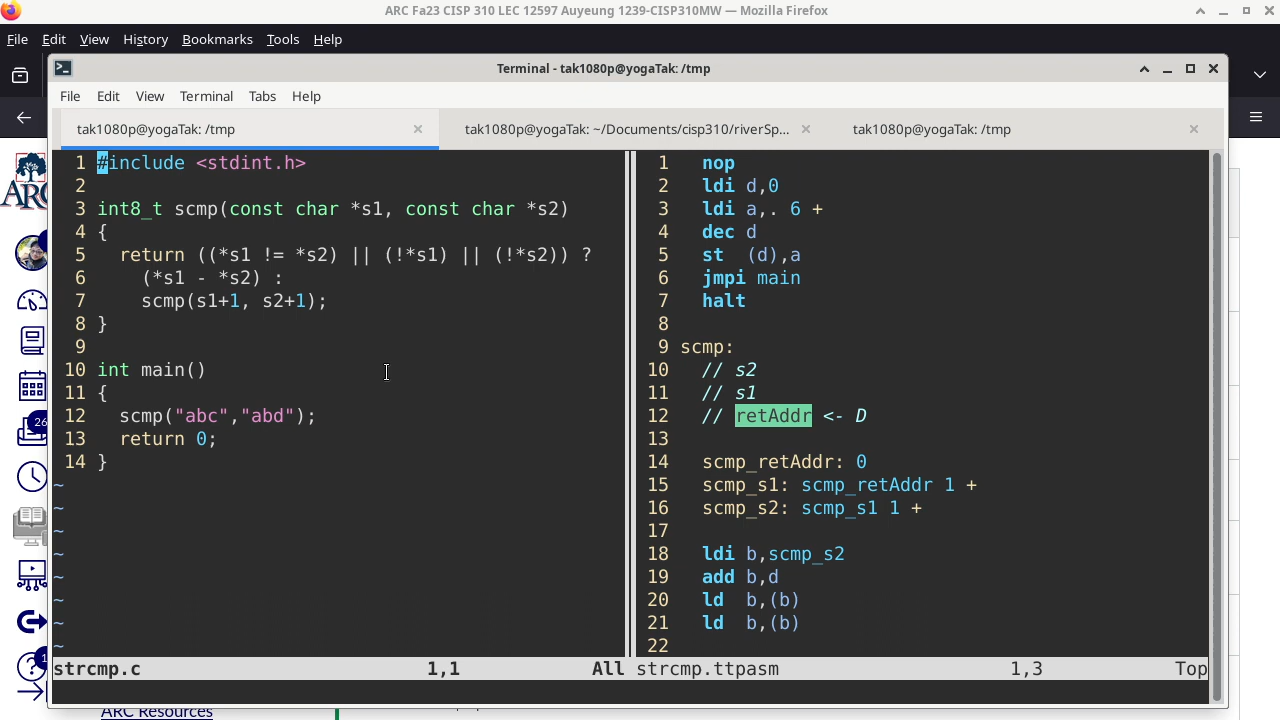 ARC Fa23 CISP 310 LEC 12597 Auyeung 1239-CISP310MW — Mozilla Firefox
File Edit View History Bookmarks Tools Help
Terminal - tak1080p@yogaTak: /tmp
File Edit View Terminal Tabs Help
tak1080p@yogaTak: /tmp
tak1080p@yogaTak: ~/Documents/cisp310/riverSp...
tak1080p@yogaTak: /tmp
1 #include <stdint.h>
2
3 int8_t scmp(const char *s1, const char *s2)
4 {
5   return ((*s1 != *s2) || (!*s1) || (!*s2)) ?
6     (*s1 - *s2) :
7     scmp(s1+1, s2+1);
8 }
9
10 int main()
11 {
12   scmp("abc","abd");
13   return 0;
14 }
~
~
~
~
~
~
~
~
strcmp.c 1,1 All
1   nop
2   ldi d,0
3   ldi a,. 6 +
4   dec d
5   st  (d),a
6   jmpi main
7   halt
8
9 scmp:
10   // s2
11   // s1
12   // retAddr <- D
13
14   scmp_retAddr: 0
15   scmp_s1: scmp_retAddr 1 +
16   scmp_s2: scmp_s1 1 +
17
18   ldi b,scmp_s2
19   add b,d
20   ld  b,(b)
21   ld  b,(b)
22
strcmp.ttpasm 1,3 Top
ARC
26
1
ARC Resources